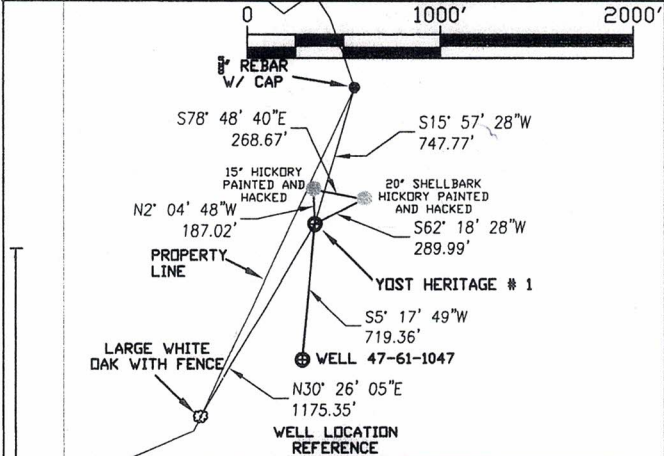 0 1000' 2000'
5/8" REBAR
W/ CAP
S78° 48' 40"E
268.67'
S15° 57' 28"W
747.77'
15" HICKORY
PAINTED AND
HACKED
20" SHELLBARK
HICKORY PAINTED
AND HACKED
N2° 04' 48"W
187.02'
S62° 18' 28"W
289.99'
PROPERTY
LINE
YOST HERITAGE # 1
S5° 17' 49"W
719.36'
LARGE WHITE
OAK WITH FENCE
WELL 47-61-1047
N30° 26' 05"E
1175.35'
WELL LOCATION
REFERENCE